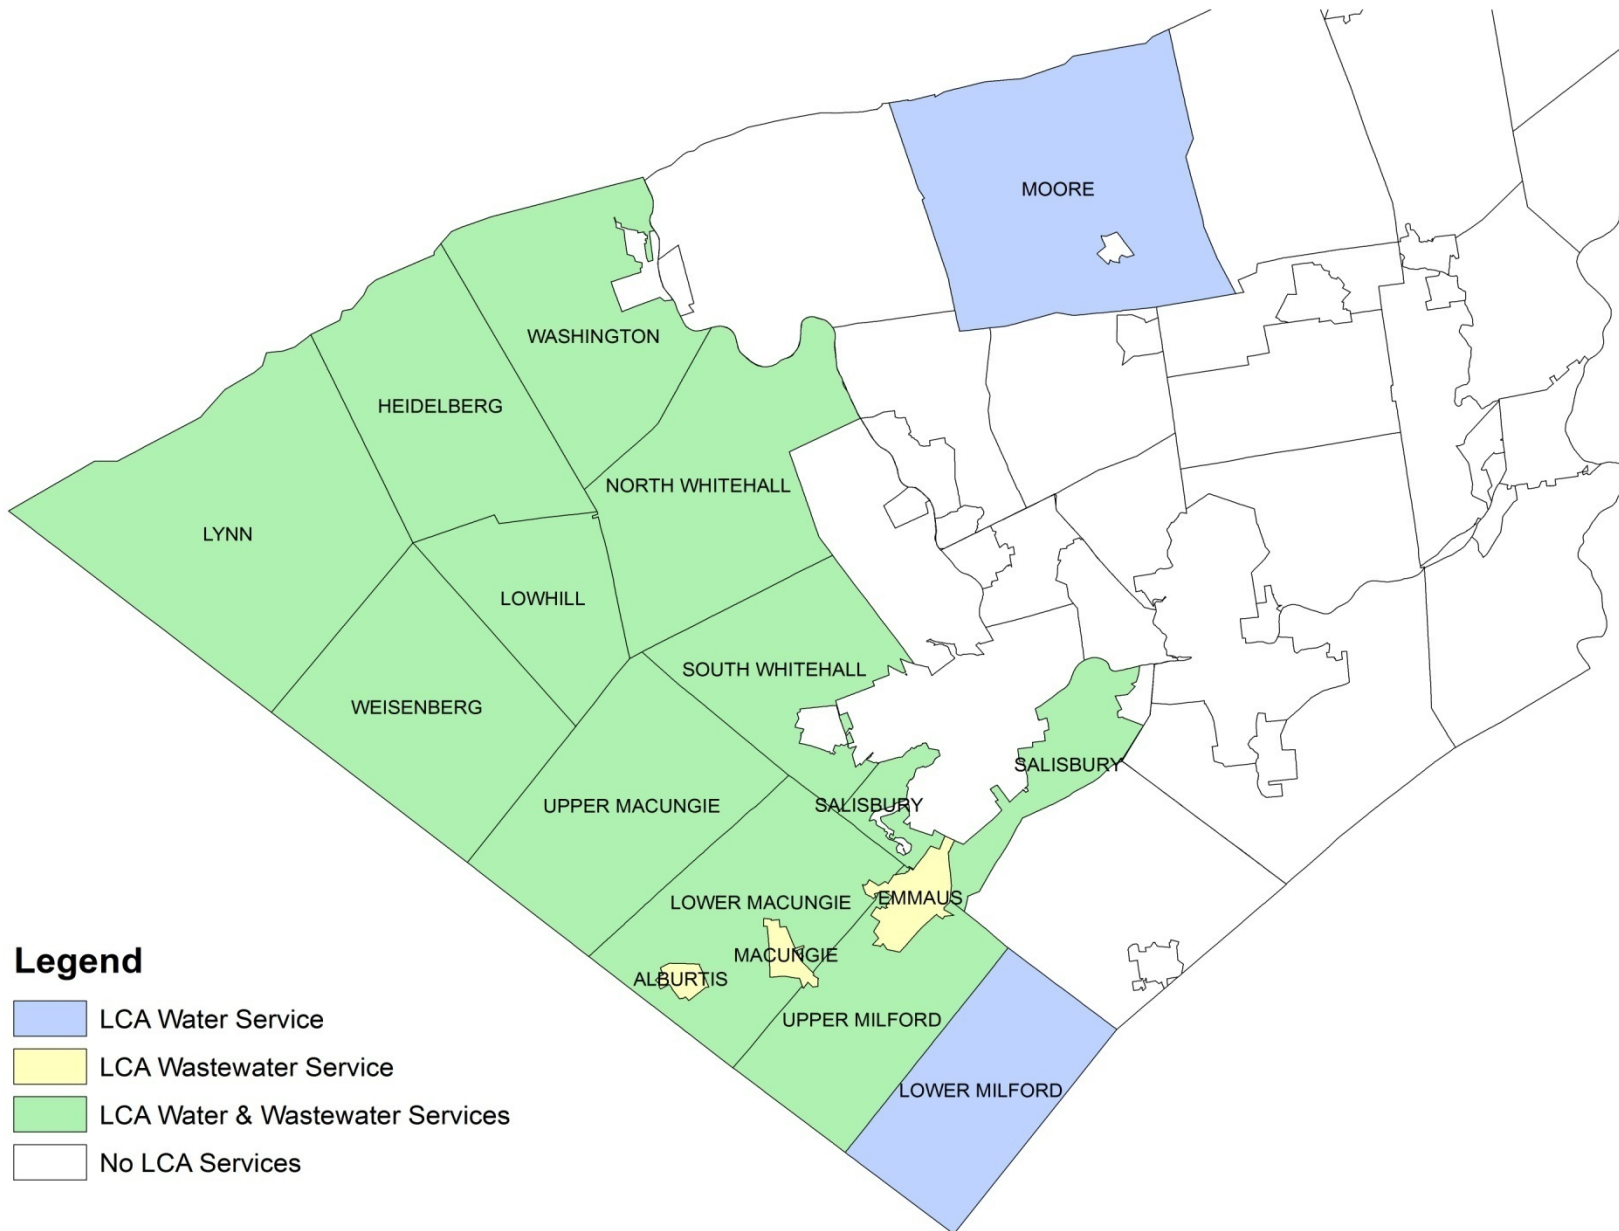 MOORE
WASHINGTON
HEIDELBERG
NORTH WHITEHALL
LYNN
LOWHILL
SOUTH WHITEHALL
WEISENBERG
SALISBURY
UPPER MACUNGIE
SALISBURY
EMMAUS
LOWER MACUNGIE
MACUNGIE
ALBURTIS
UPPER MILFORD
LOWER MILFORD
Legend
LCA Water Service
LCA Wastewater Service
LCA Water & Wastewater Services
No LCA Services